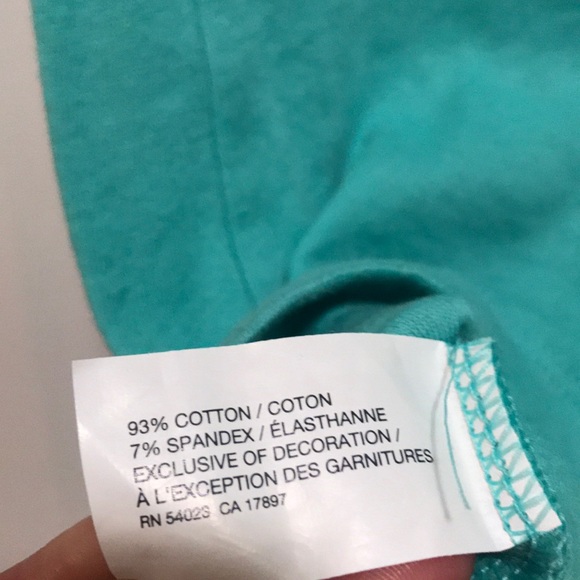 93% COTTON / COTON
7% SPANDEX / ÉLASTHANNE
EXCLUSIVE OF DECORATION /
À L'EXCEPTION DES GARNITURES
RN 54023 CA 17897